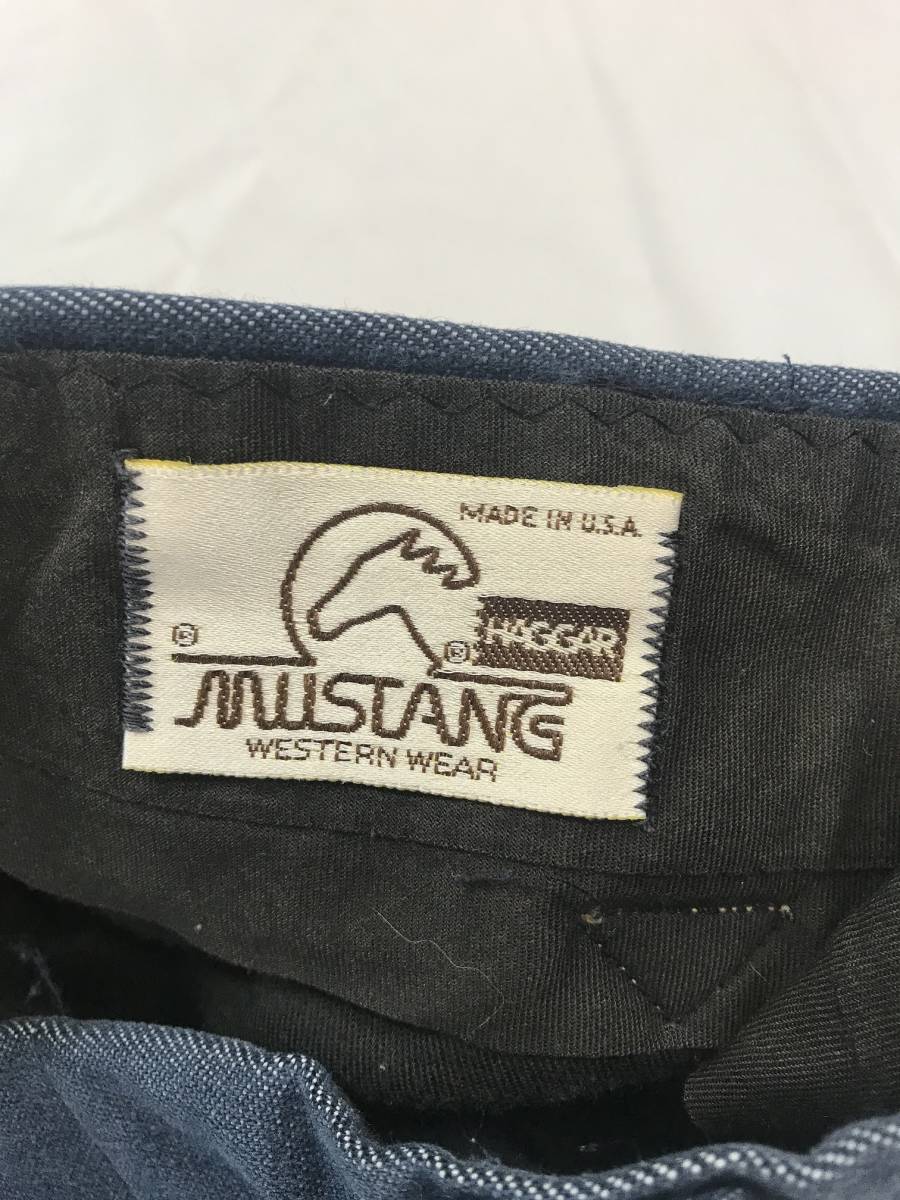 MADE IN U.S.A.
HAGGAR
®
®
MUSTANG
WESTERN WEAR